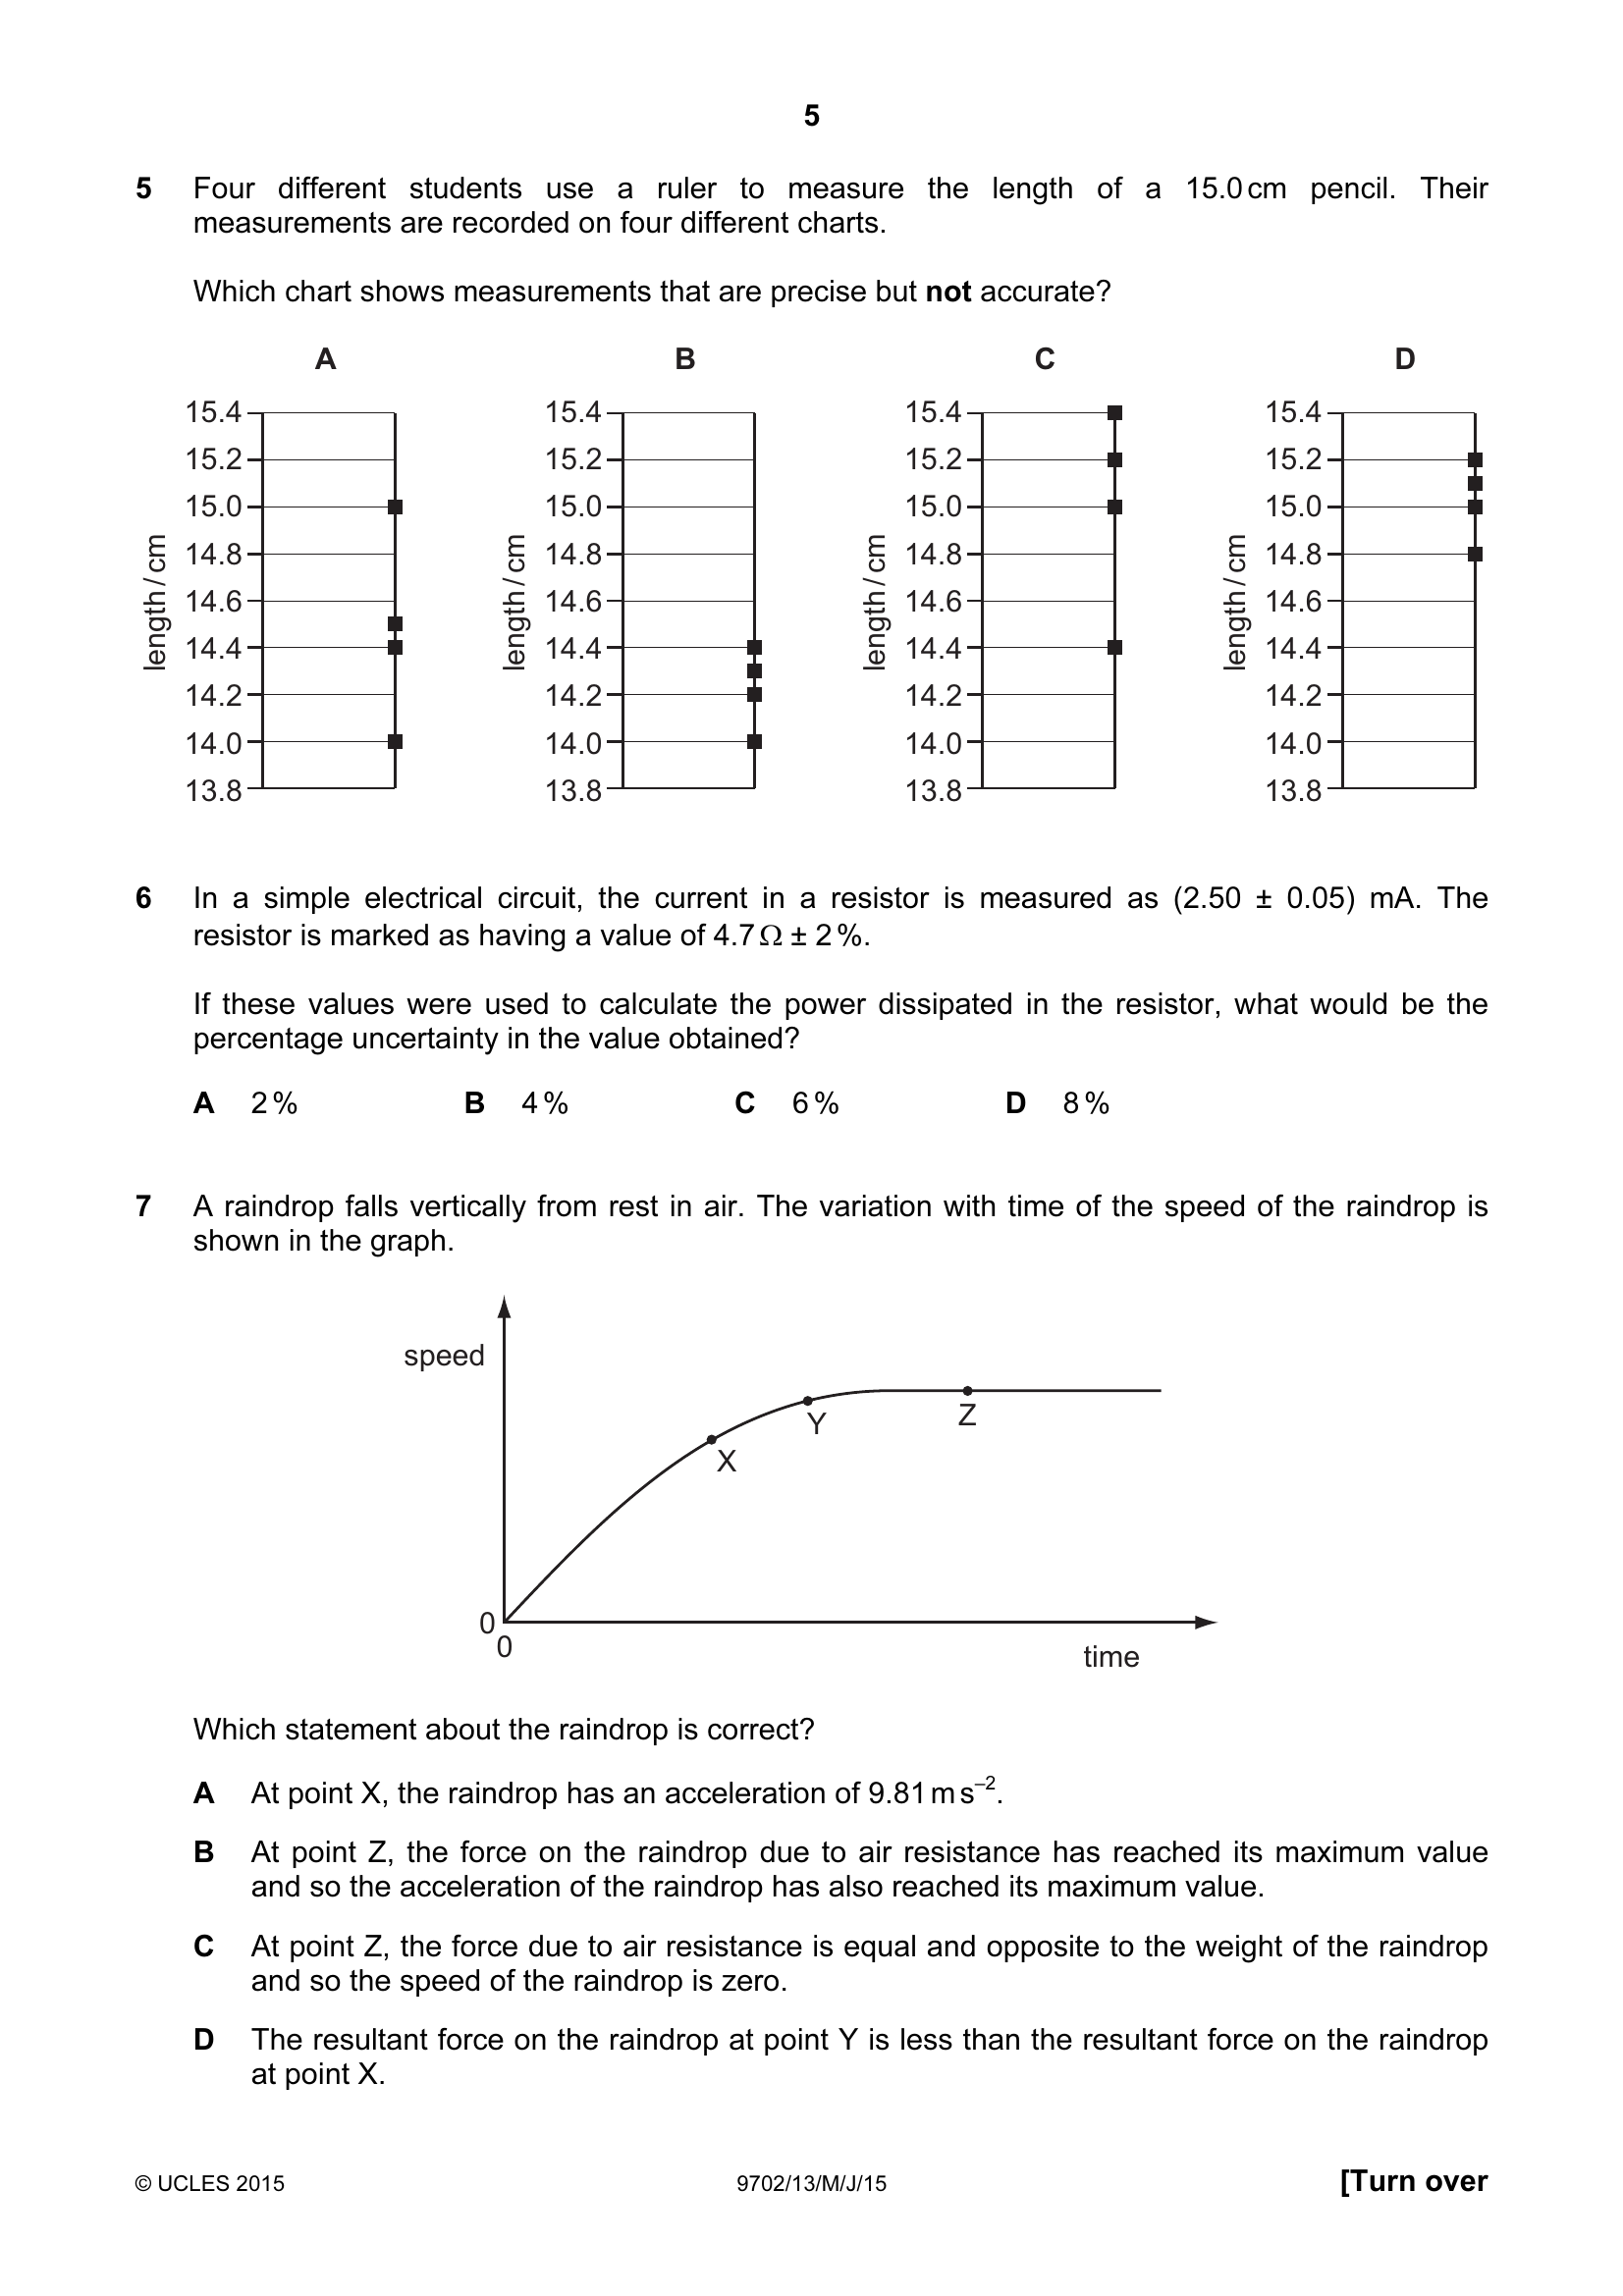 5
5 Four different students use a ruler to measure the length of a 15.0 cm pencil. Their
measurements are recorded on four different charts.
Which chart shows measurements that are precise but not accurate?
A B C D
15.4 15.4 15.4 15.4
15.2 15.2 15.2 15.2
15.0 15.0 15.0 15.0
14.8 14.8 14.8 14.8
14.6 14.6 14.6 14.6
length / cm length / cm length / cm length / cm
14.4 14.4 14.4 14.4
14.2 14.2 14.2 14.2
14.0 14.0 14.0 14.0
13.8 13.8 13.8 13.8
6 In a simple electrical circuit, the current in a resistor is measured as (2.50 ± 0.05) mA. The
resistor is marked as having a value of 4.7 Ω ± 2 %.
If these values were used to calculate the power dissipated in the resistor, what would be the
percentage uncertainty in the value obtained?
A 2 % B 4 % C 6 % D 8 %
7 A raindrop falls vertically from rest in air. The variation with time of the speed of the raindrop is
shown in the graph.
speed
Y Z
X
0
0
time
Which statement about the raindrop is correct?
A At point X, the raindrop has an acceleration of 9.81 m s⁻².
B At point Z, the force on the raindrop due to air resistance has reached its maximum value
and so the acceleration of the raindrop has also reached its maximum value.
C At point Z, the force due to air resistance is equal and opposite to the weight of the raindrop
and so the speed of the raindrop is zero.
D The resultant force on the raindrop at point Y is less than the resultant force on the raindrop
at point X.
© UCLES 2015 9702/13/M/J/15 [Turn over